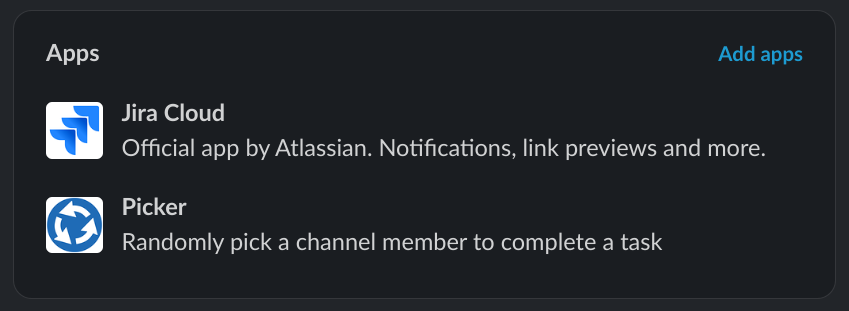 Apps
Add apps
Jira Cloud
Official app by Atlassian. Notifications, link previews and more.
Picker
Randomly pick a channel member to complete a task